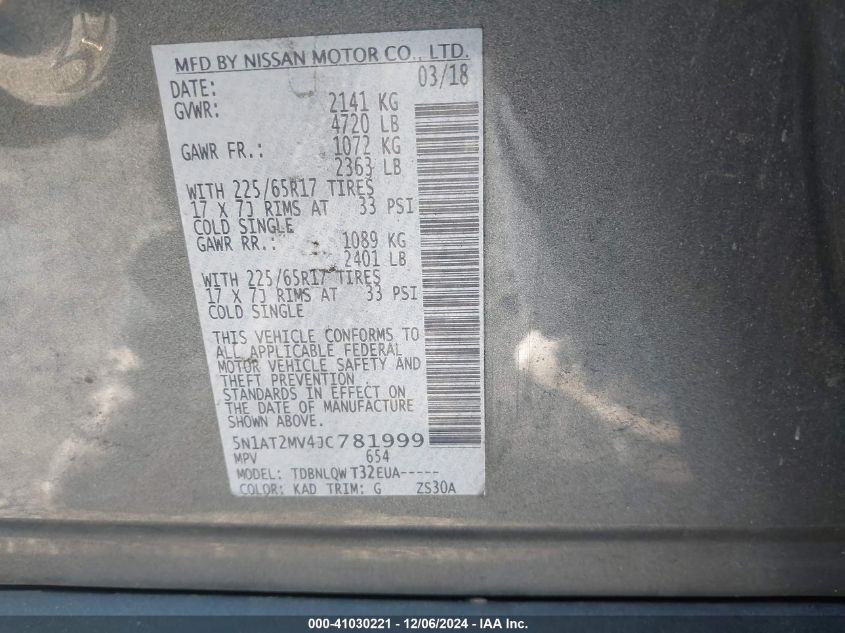 MFD BY NISSAN MOTOR CO., LTD.
DATE: 03/18
GVWR: 2141 KG
4720 LB
GAWR FR.: 1072 KG
2363 LB
WITH 225/65R17 TIRES
17 X 7J RIMS AT 33 PSI
COLD SINGLE
GAWR RR.: 1089 KG
2401 LB
WITH 225/65R17 TIRES
17 X 7J RIMS AT 33 PSI
COLD SINGLE
THIS VEHICLE CONFORMS TO
ALL APPLICABLE FEDERAL
MOTOR VEHICLE SAFETY AND
THEFT PREVENTION
STANDARDS IN EFFECT ON
THE DATE OF MANUFACTURE
SHOWN ABOVE.
5N1AT2MV4JC781999
MPV 654
MODEL: TDBNLQW T32EUA-----
COLOR: KAD TRIM: G ZS30A
000-41030221 - 12/06/2024 - IAA Inc.